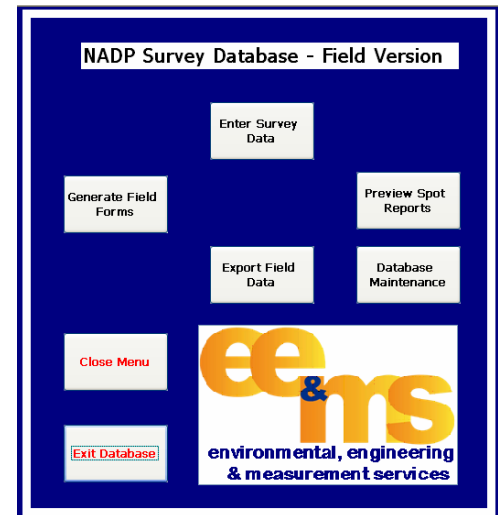 NADP Survey Database - Field Version
Enter Survey
Data
Generate Field
Forms
Preview Spot
Reports
Export Field
Data
Database
Maintenance
Close Menu
Exit Database
ee&ms
environmental, engineering
& measurement services